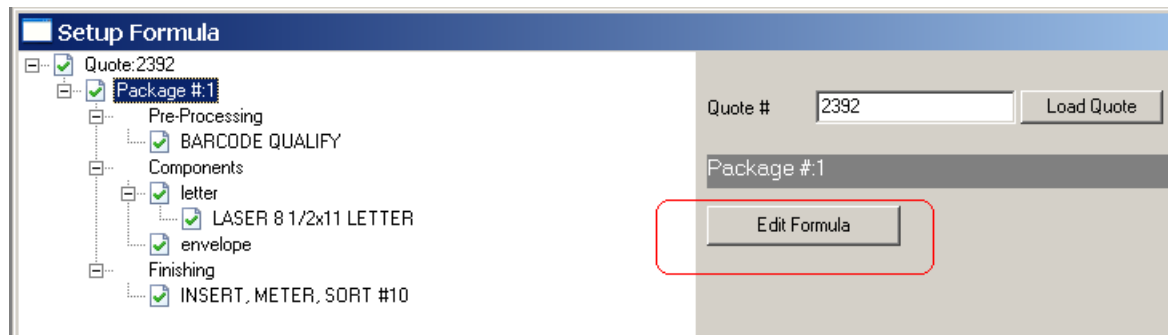 Setup Formula
Quote:2392
Package #:1
Pre-Processing
BARCODE QUALIFY
Components
letter
LASER 8 1/2x11 LETTER
envelope
Finishing
INSERT, METER, SORT #10
Quote # 2392 Load Quote
Package #:1
Edit Formula